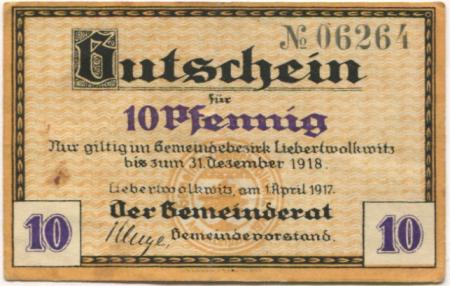 № 06264
Gutschein
für
10 Pfennig
Nur giltig im Gemeindebezirk Liebertwolkwitz
bis zum 31. Dezember 1918.
Liebertwolkwitz, am 1. April 1917.
Der Gemeinderat
10 Gemeindevorstand. 10